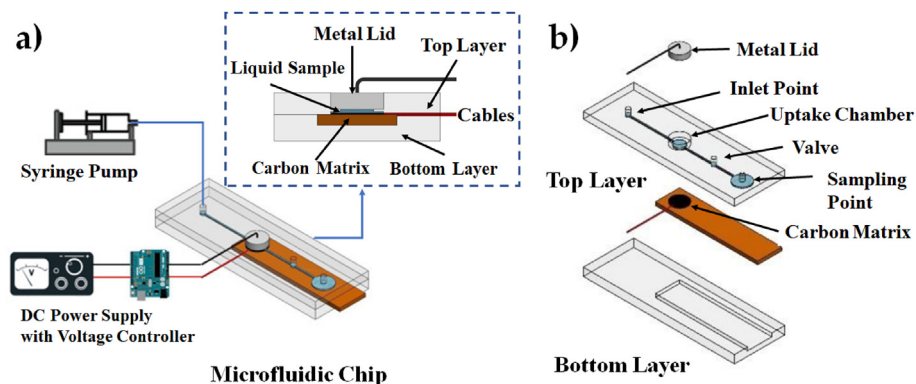 a)
Metal Lid
Liquid Sample
Top Layer
Cables
Carbon Matrix
Bottom Layer
Syringe Pump
V
DC Power Supply
with Voltage Controller
Microfluidic Chip
b)
Metal Lid
Inlet Point
Uptake Chamber
Valve
Top Layer
Sampling
Point
Carbon Matrix
Bottom Layer